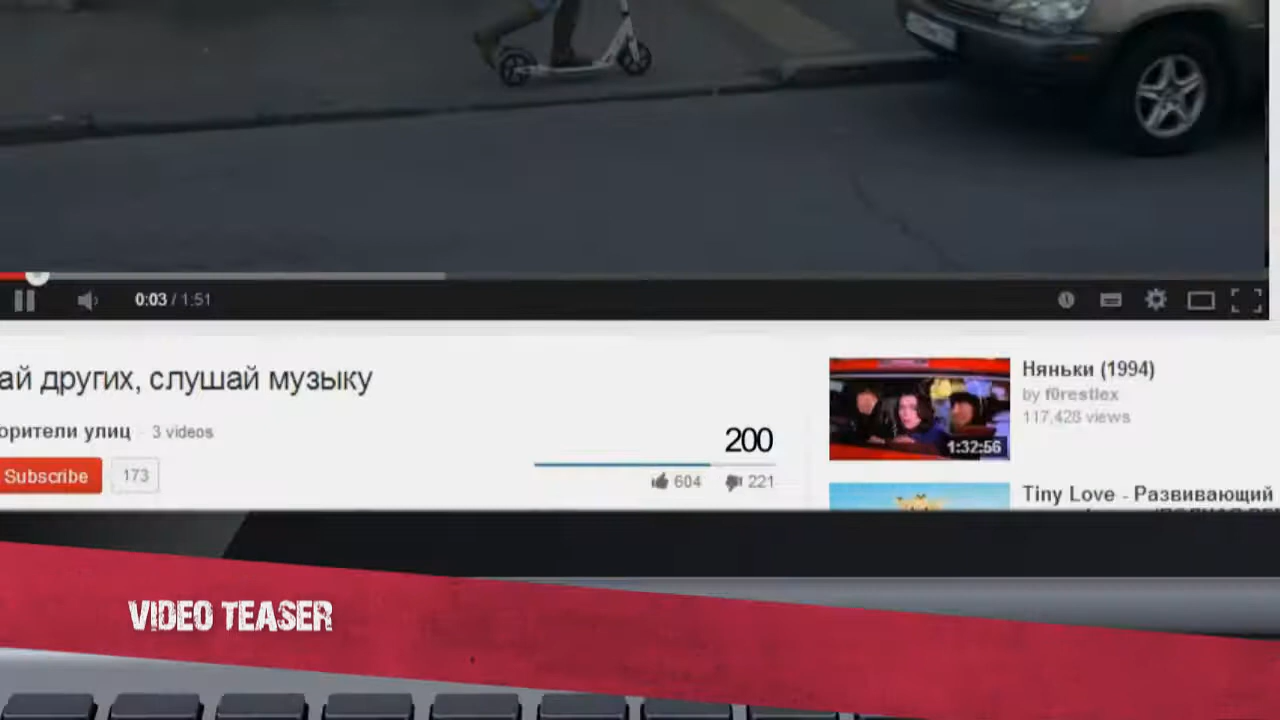 0:03 / 1:51
ай других, слушай музыку
орители улиц · 3 videos
Subscribe 173
200
604 221
1:32:56
Няньки (1994)
by f0restlex
117,428 views
Tiny Love - Развивающий
VIDEO TEASER